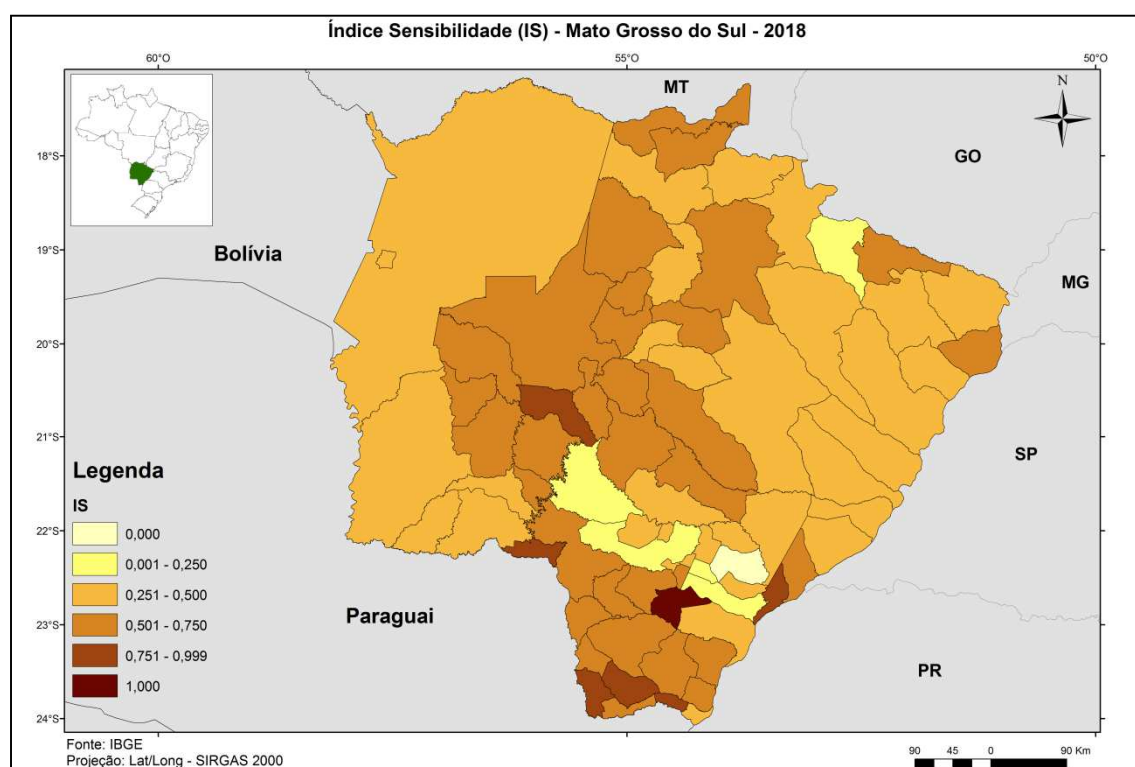 Índice Sensibilidade (IS) - Mato Grosso do Sul - 2018
60°O
55°O
50°O
MT
N
18°S
GO
19°S
Bolívia
MG
20°S
21°S
SP
Legenda
IS
22°S
0,000
0,001 - 0,250
0,251 - 0,500
Paraguai
23°S
0,501 - 0,750
0,751 - 0,999
PR
1,000
24°S
Fonte: IBGE
Projeção: Lat/Long - SIRGAS 2000
90 45 0 90 Km